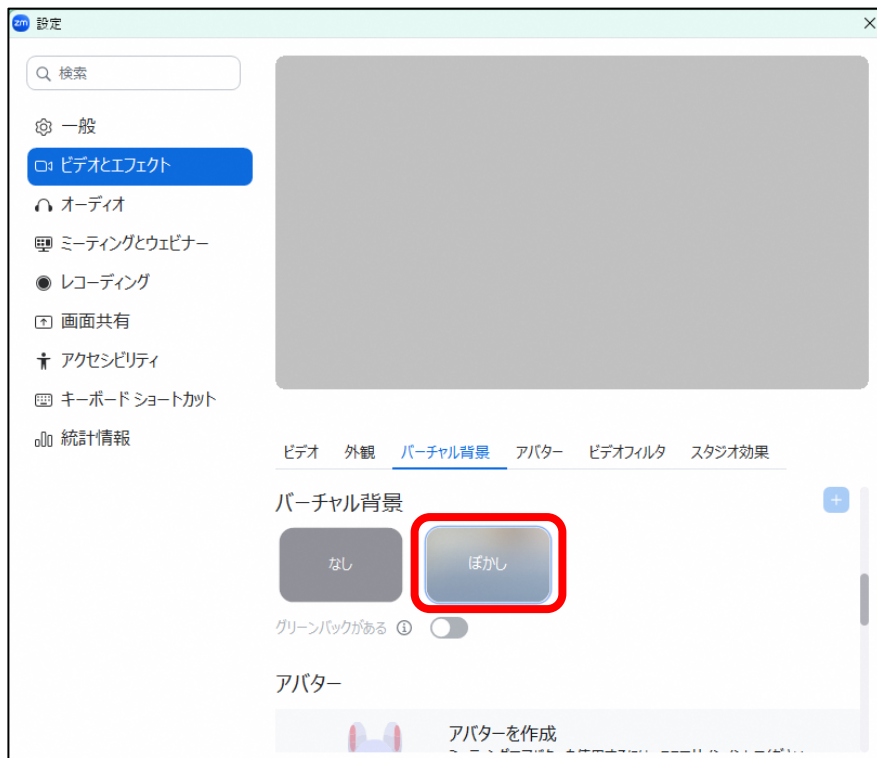 zm 設定
検索
一般
ビデオとエフェクト
オーディオ
ミーティングとウェビナー
レコーディング
画面共有
アクセシビリティ
キーボード ショートカット
統計情報
ビデオ 外観 バーチャル背景 アバター ビデオフィルタ スタジオ効果
バーチャル背景
なし ぼかし
グリーンバックがある
アバター
アバターを作成